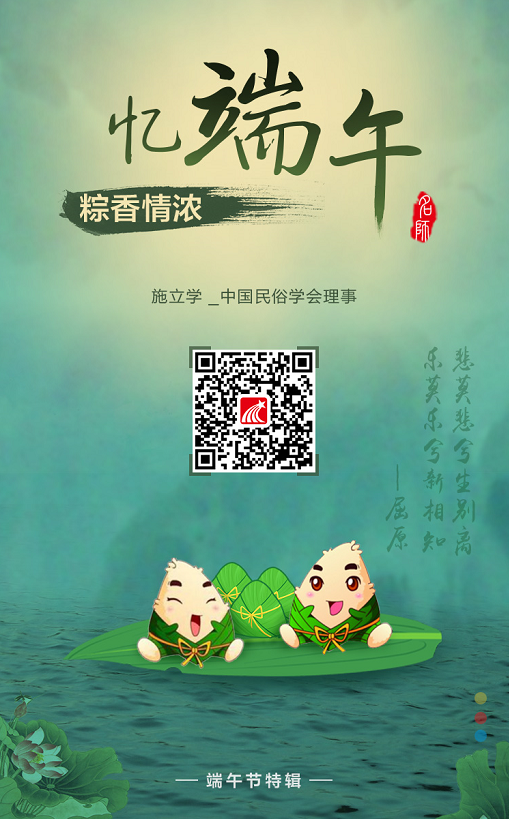 忆端午
粽香情浓
名师
施立学 _中国民俗学会理事
悲莫悲兮生别离
乐莫乐兮新相知
—屈原
— 端午节特辑 —